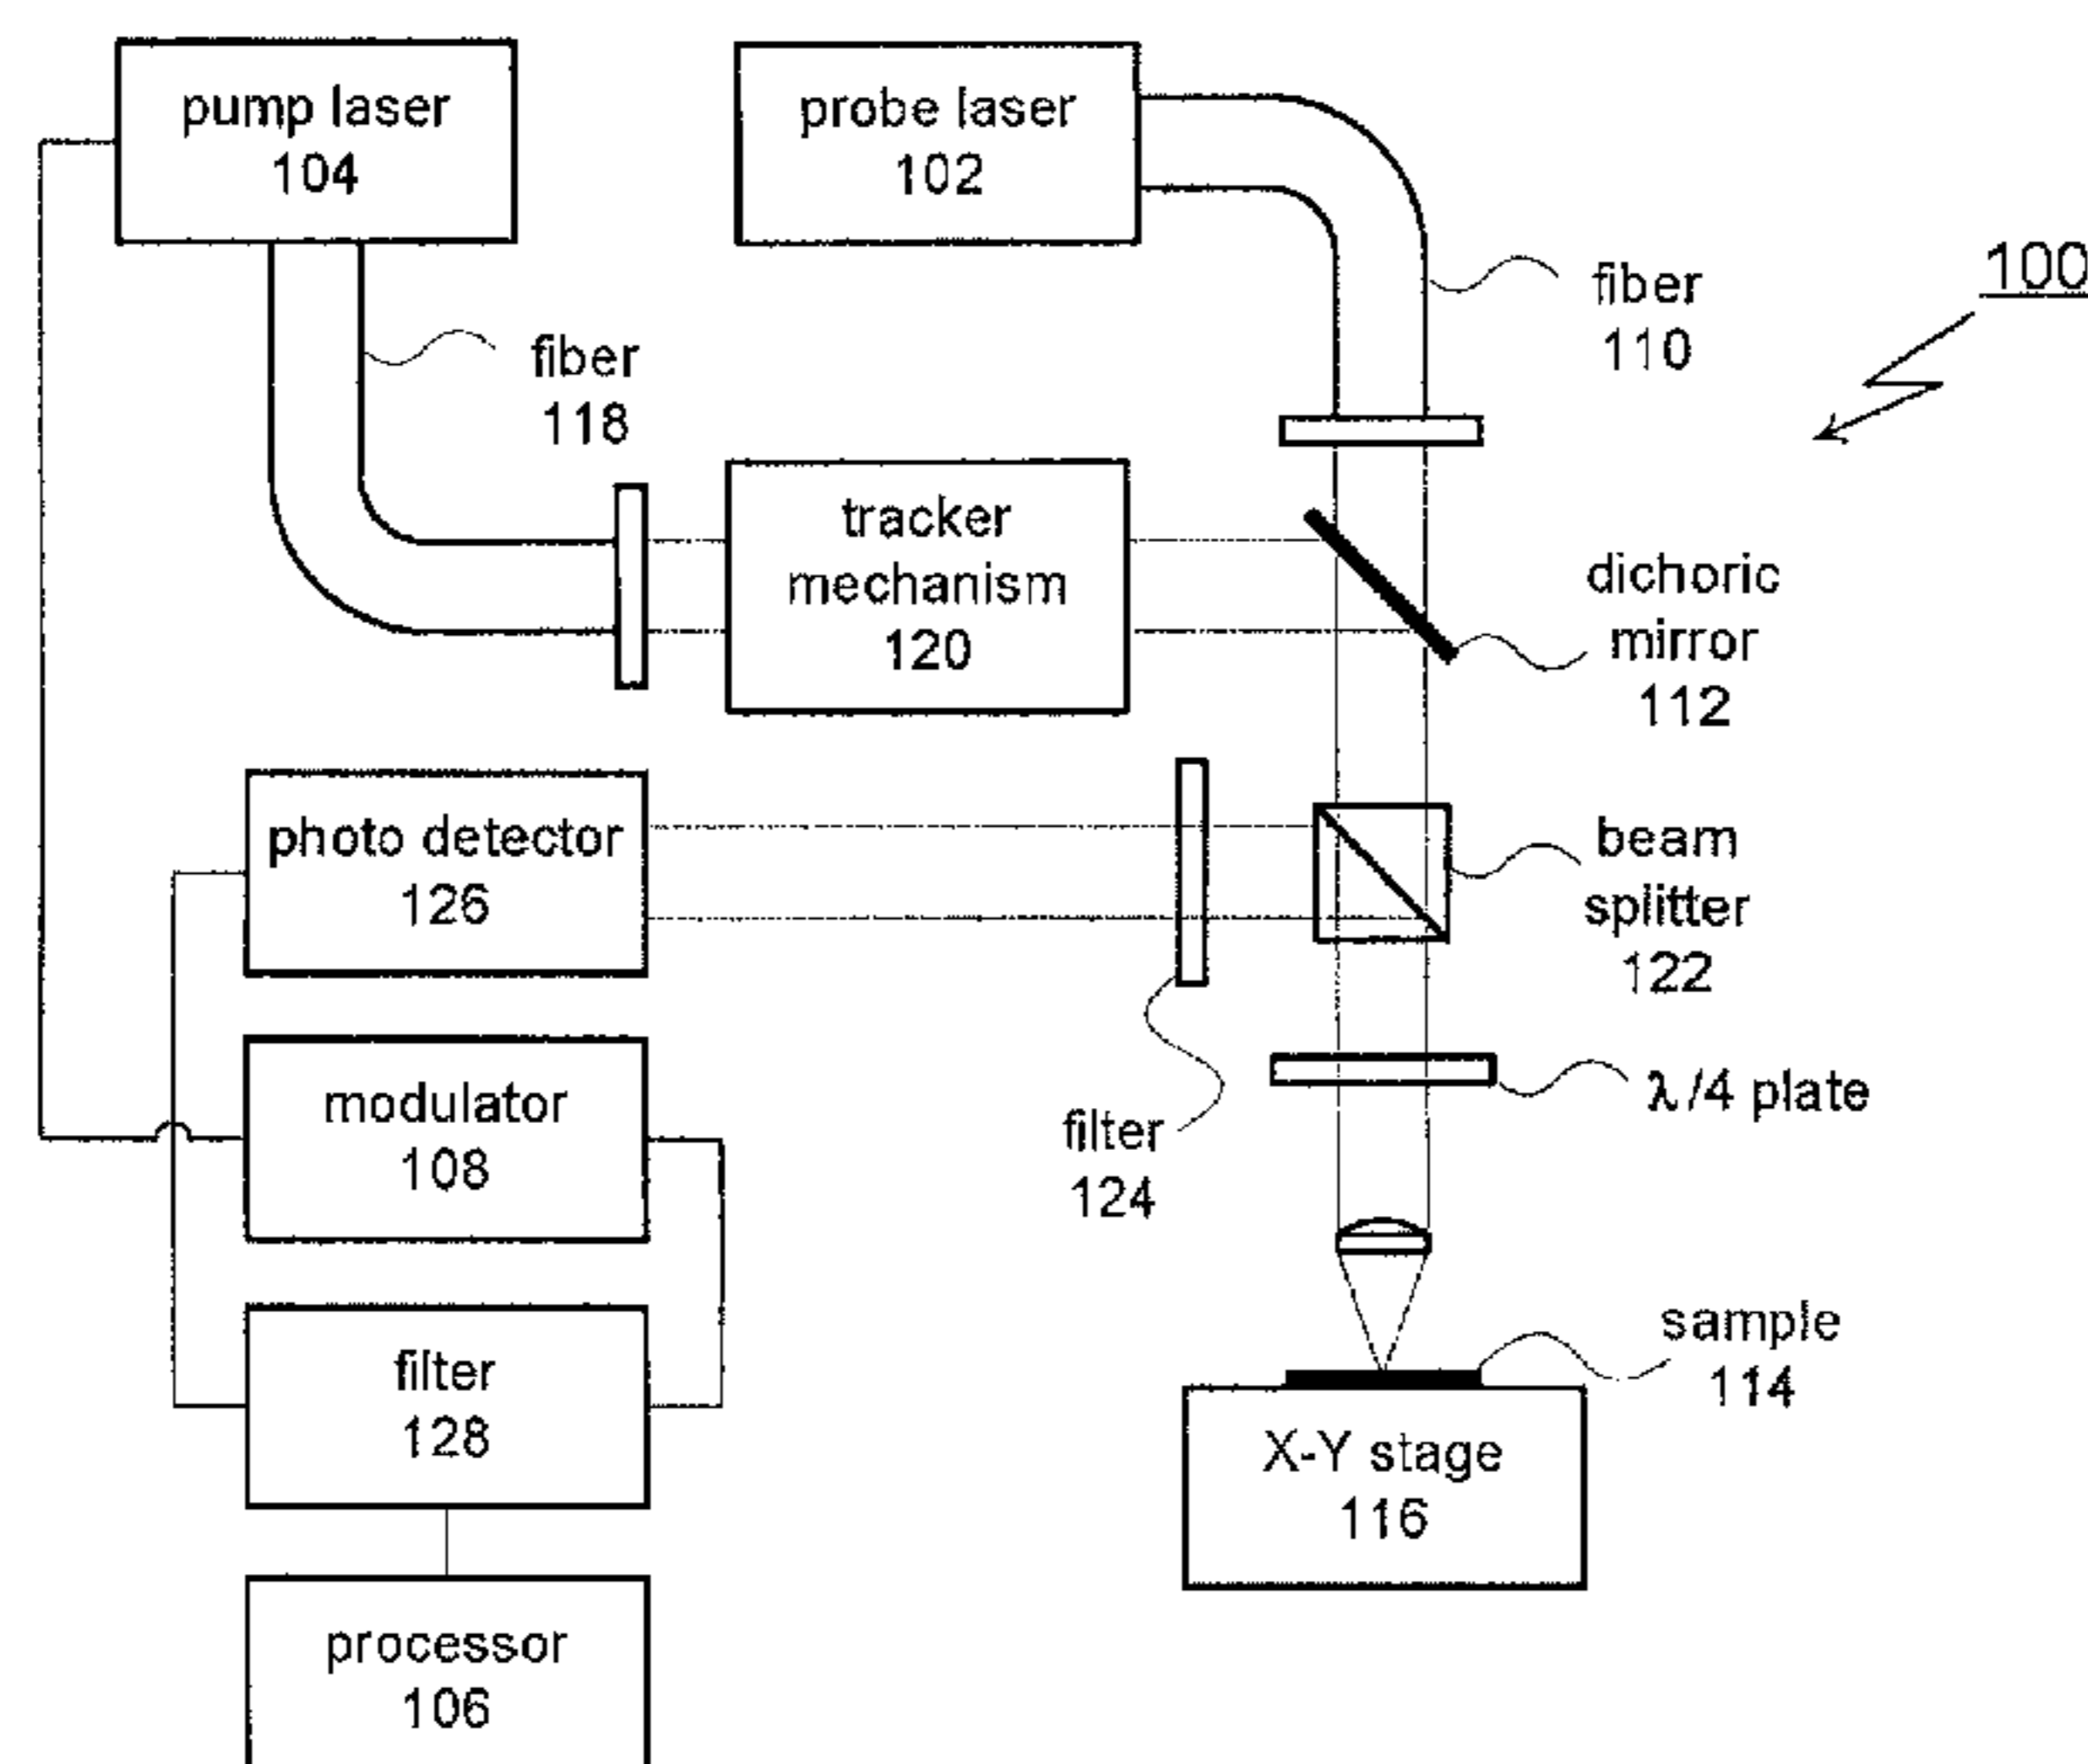 pump laser
104
probe laser
102
100
fiber
110
fiber
118
tracker
mechanism
120
dichoric
mirror
112
photo detector
126
beam
splitter
122
modulator
108
λ/4 plate
filter
124
filter
128
sample
114
X-Y stage
116
processor
106